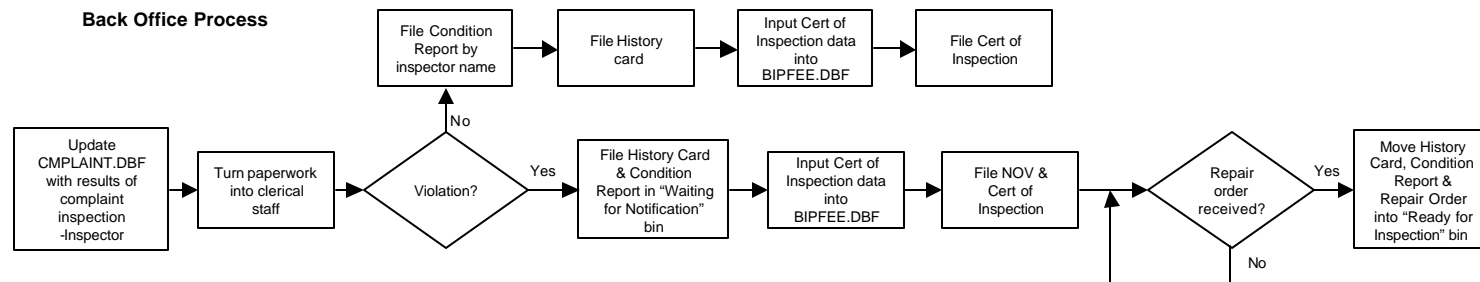 Back Office Process
File Condition
Report by
inspector name
File History
card
Input Cert of
Inspection data
into
BIPFEE.DBF
File Cert of
Inspection
No
Update
CMPLAINT.DBF
with results of
complaint
inspection
-Inspector
Turn paperwork
into clerical
staff
Violation?
Yes
File History Card
& Condition
Report in “Waiting
for Notification”
bin
Input Cert of
Inspection data
into
BIPFEE.DBF
File NOV &
Cert of
Inspection
Repair
order
received?
Yes
Move History
Card, Condition
Report &
Repair Order
into “Ready for
Inspection” bin
No